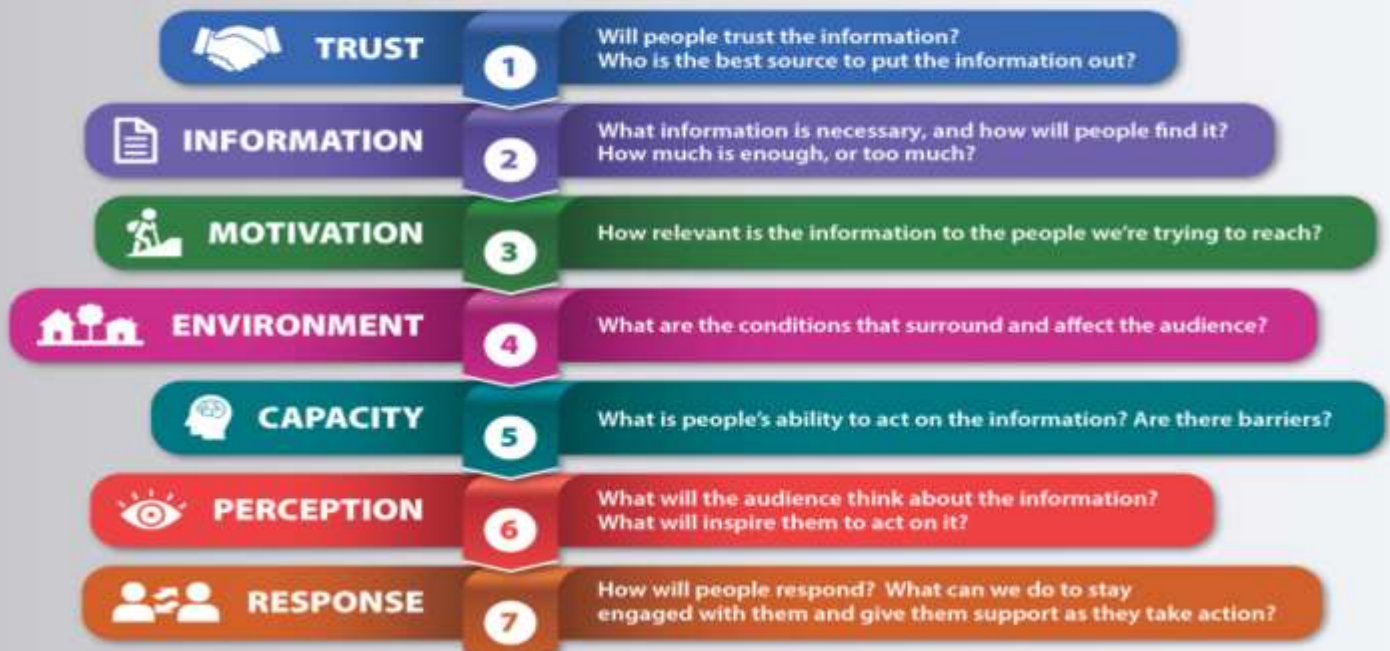 TRUST
1
Will people trust the information?
Who is the best source to put the information out?
INFORMATION
2
What information is necessary, and how will people find it?
How much is enough, or too much?
MOTIVATION
3
How relevant is the information to the people we're trying to reach?
ENVIRONMENT
4
What are the conditions that surround and affect the audience?
CAPACITY
5
What is people's ability to act on the information? Are there barriers?
PERCEPTION
6
What will the audience think about the information?
What will inspire them to act on it?
RESPONSE
7
How will people respond? What can we do to stay
engaged with them and give them support as they take action?